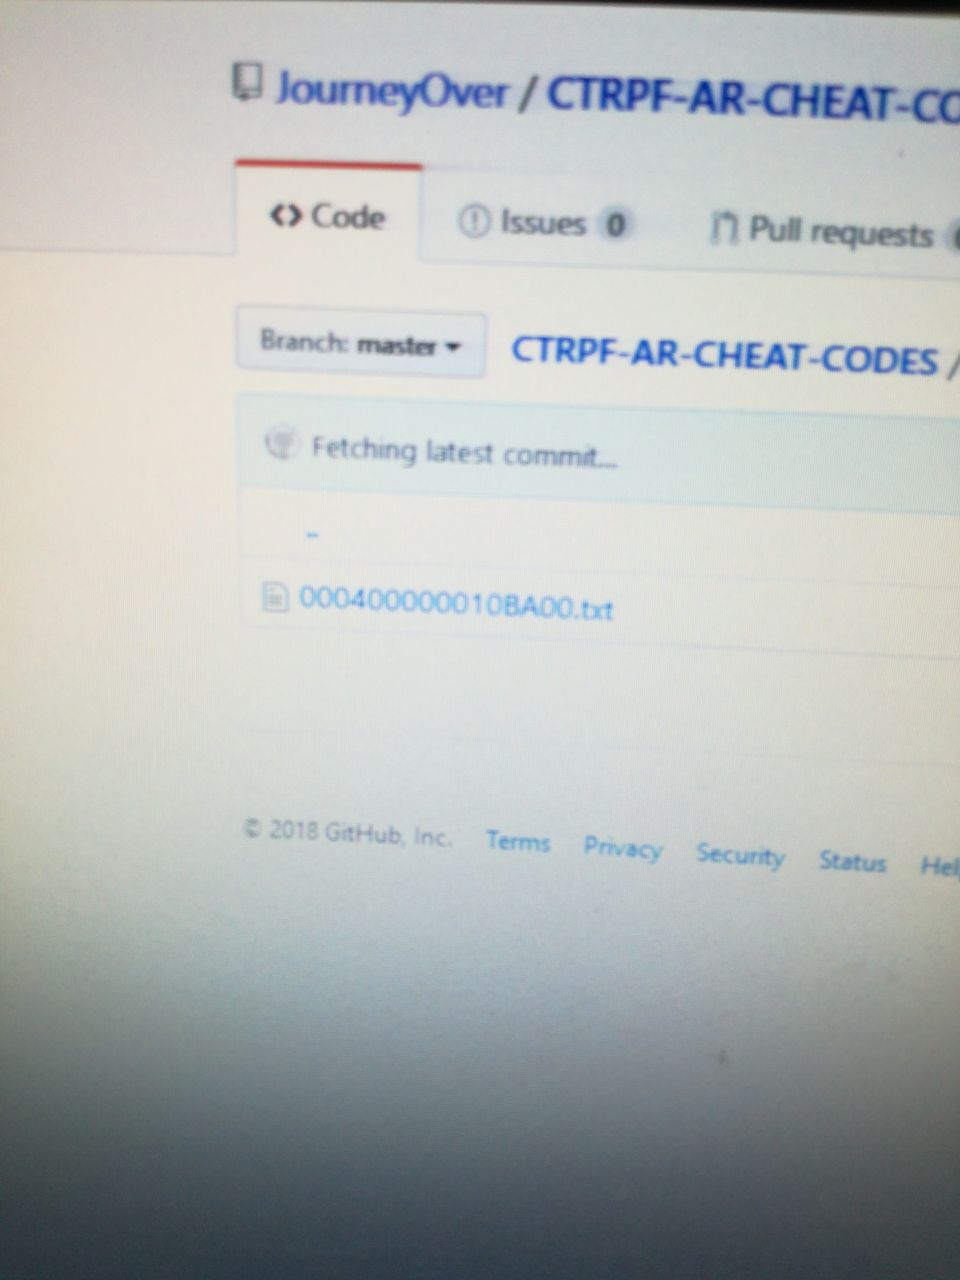 JourneyOver / CTRPF-AR-CHEAT-CO
Code Issues 0 Pull requests
Branch: master CTRPF-AR-CHEAT-CODES /
Fetching latest commit...
..
000400000010BA00.txt
© 2018 GitHub, Inc. Terms Privacy Security Status Help